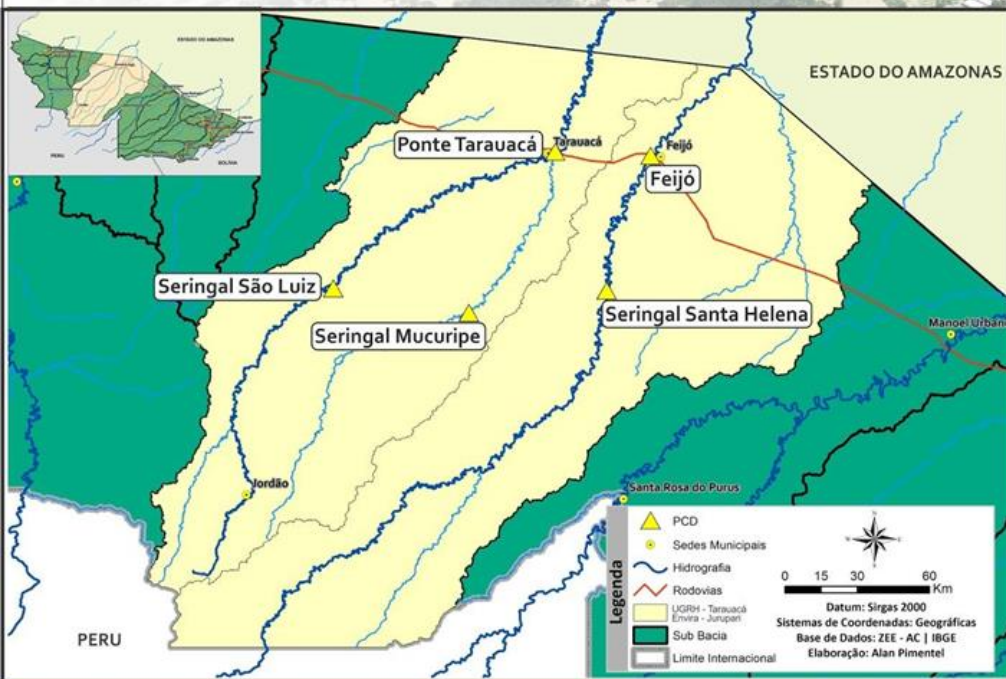 ESTADO DO AMAZONAS
PERU
BOLIVIA
ESTADO DO AMAZONAS
Ponte Tarauacá
Tarauacá
Feijó
Feijó
Seringal São Luiz
Seringal Mucuripe
Seringal Santa Helena
Manoel Urban
Jordão
Santa Rosa do Purus
PERU
Legenda
PCD
Sedes Municipais
Hidrografia
Rodovias
UGRH - Tarauacá
Envira - Jurupari
Sub Bacia
Limite Internacional
0 15 30 60
Km
Datum: Sirgas 2000
Sistemas de Coordenadas: Geográficas
Base de Dados: ZEE - AC | IBGE
Elaboração: Alan Pimentel